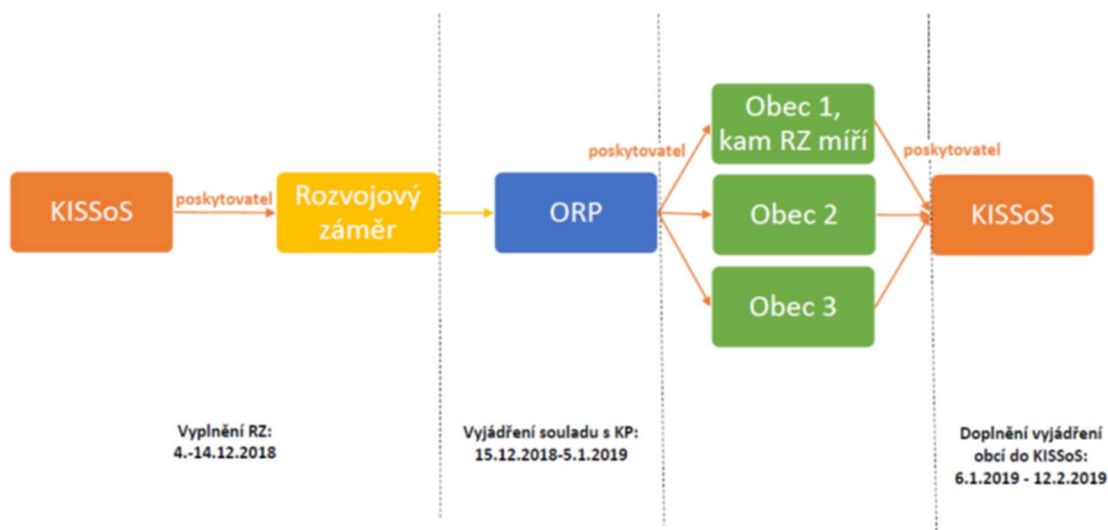 KISSoS
poskytovatel
Rozvojový
záměr
ORP
poskytovatel
Obec 1,
kam RZ míří
Obec 2
Obec 3
poskytovatel
KISSoS
Vyplnění RZ:
4.-14.12.2018
Vyjádření souladu s KP:
15.12.2018-5.1.2019
Doplnění vyjádření
obcí do KISSoS:
6.1.2019 - 12.2.2019